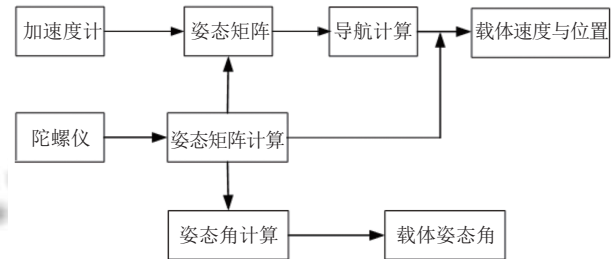 加速度计
姿态矩阵
导航计算
载体速度与位置
陀螺仪
姿态矩阵计算
姿态角计算
载体姿态角